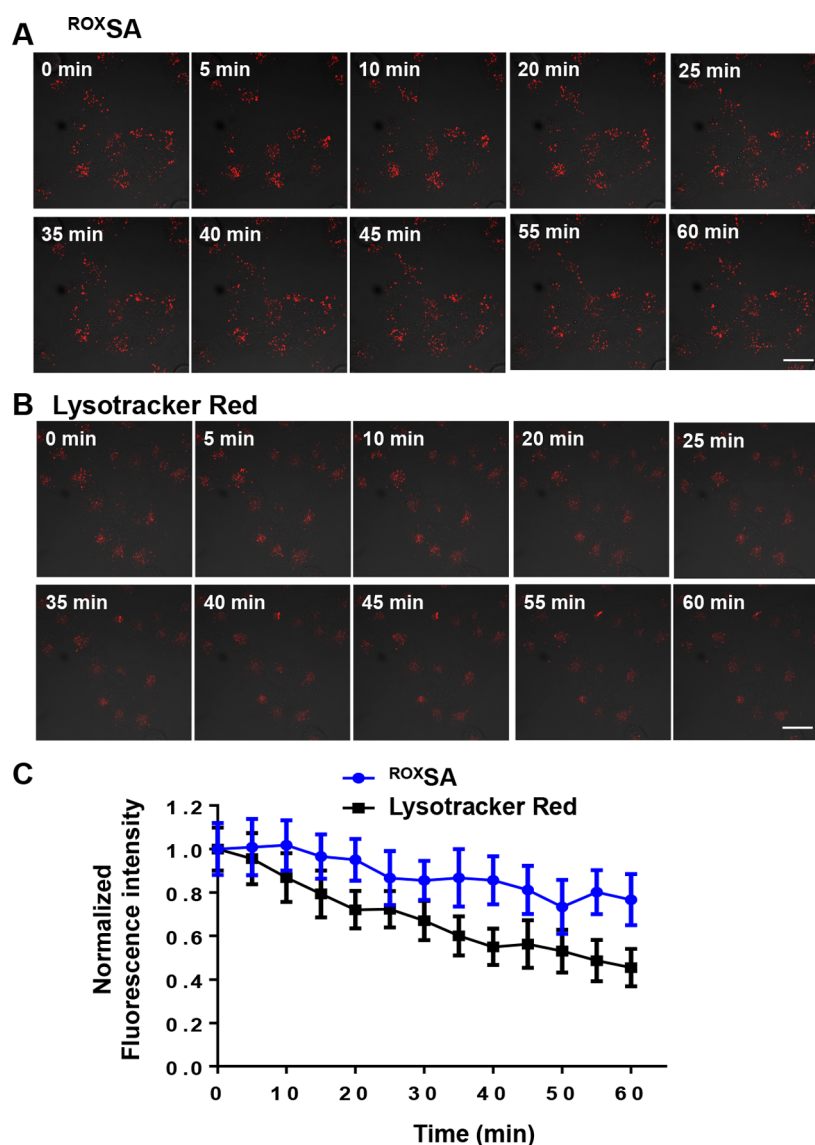 A ROXSA
0 min 5 min 10 min 20 min 25 min
35 min 40 min 45 min 55 min 60 min
B Lysotracker Red
0 min 5 min 10 min 20 min 25 min
35 min 40 min 45 min 55 min 60 min
C
ROXSA
Lysotracker Red
Normalized
Fluorescence intensity
1.2
1.0
0.8
0.6
0.4
0.2
0.0
0 10 20 30 40 50 60
Time (min)